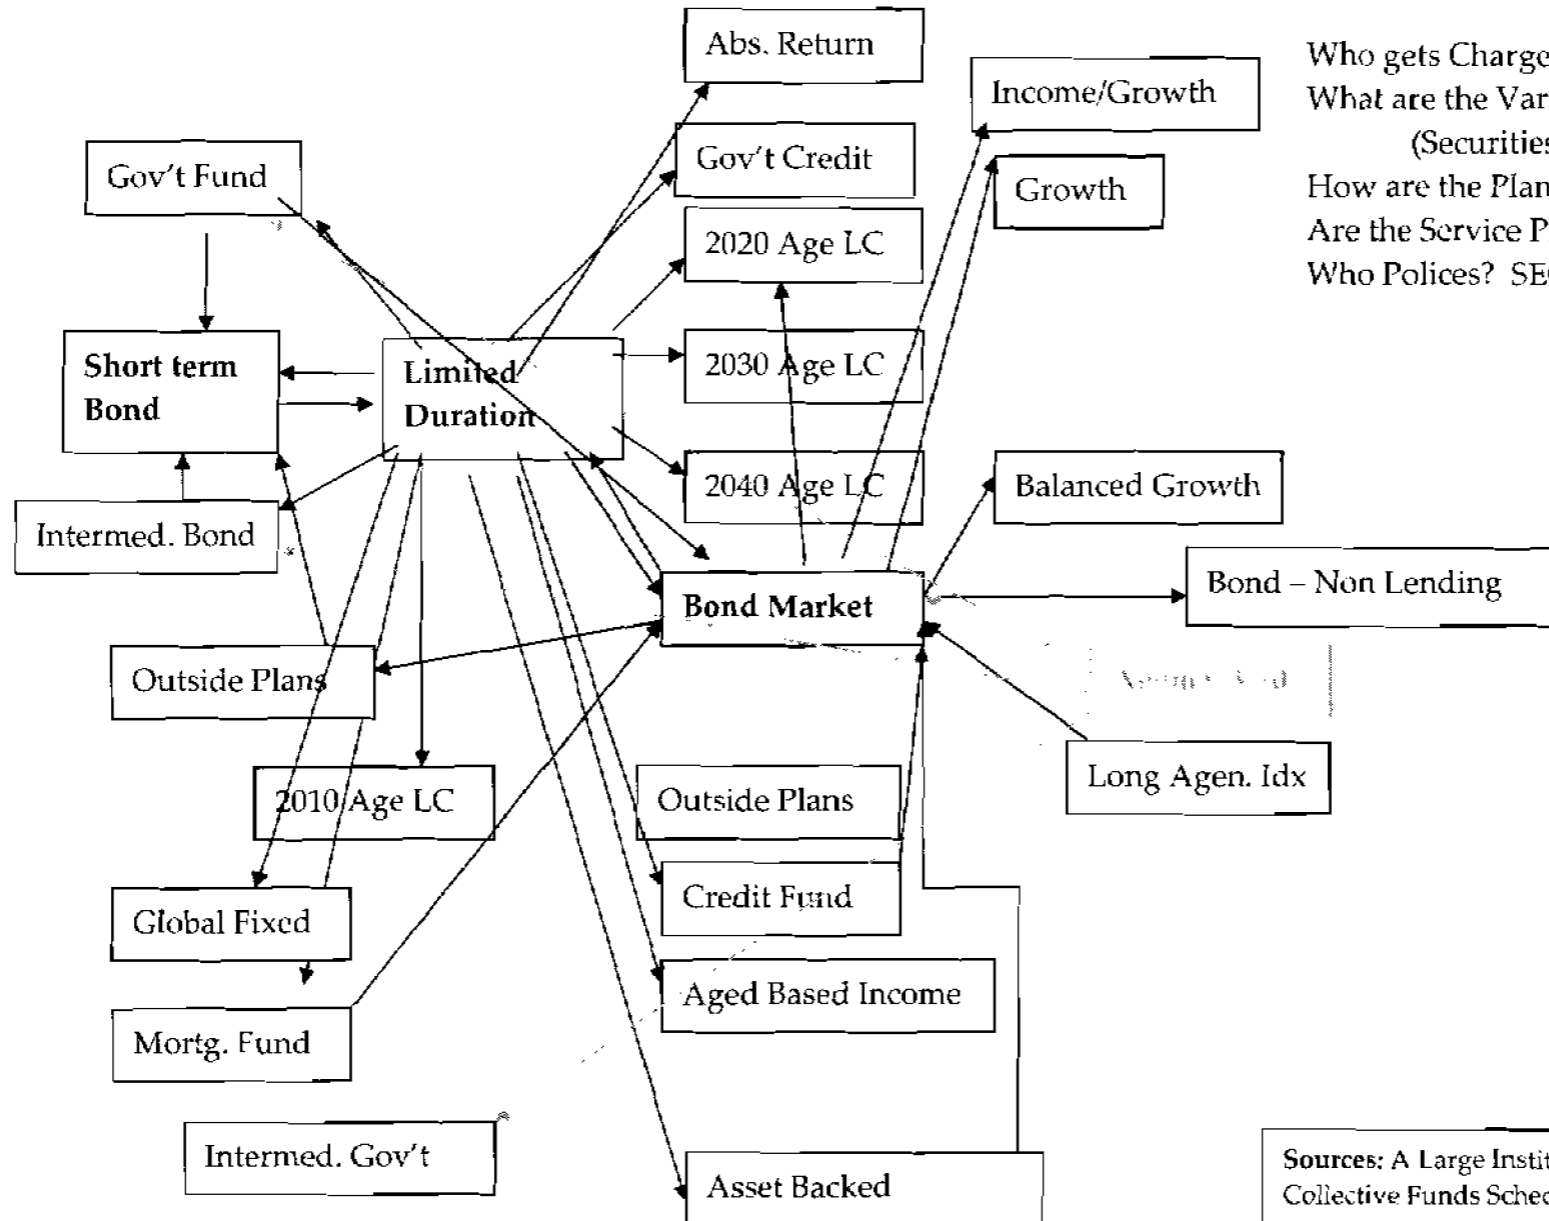 Abs. Return
Income/Growth
Who gets Charge
What are the Var
(Securities
How are the Plan
Are the Service P
Who Polices? SE
Gov't Fund
Gov't Credit
Growth
2020 Age LC
Short term
Bond
Limited
Duration
2030 Age LC
2040 Age LC
Balanced Growth
Intermed. Bond
Bond Market
Bond – Non Lending
Outside Plans
Long Agen. Idx
2010 Age LC
Outside Plans
Credit Fund
Global Fixed
Aged Based Income
Mortg. Fund
Intermed. Gov't
Asset Backed
Sources: A Large Instit
Collective Funds Sched